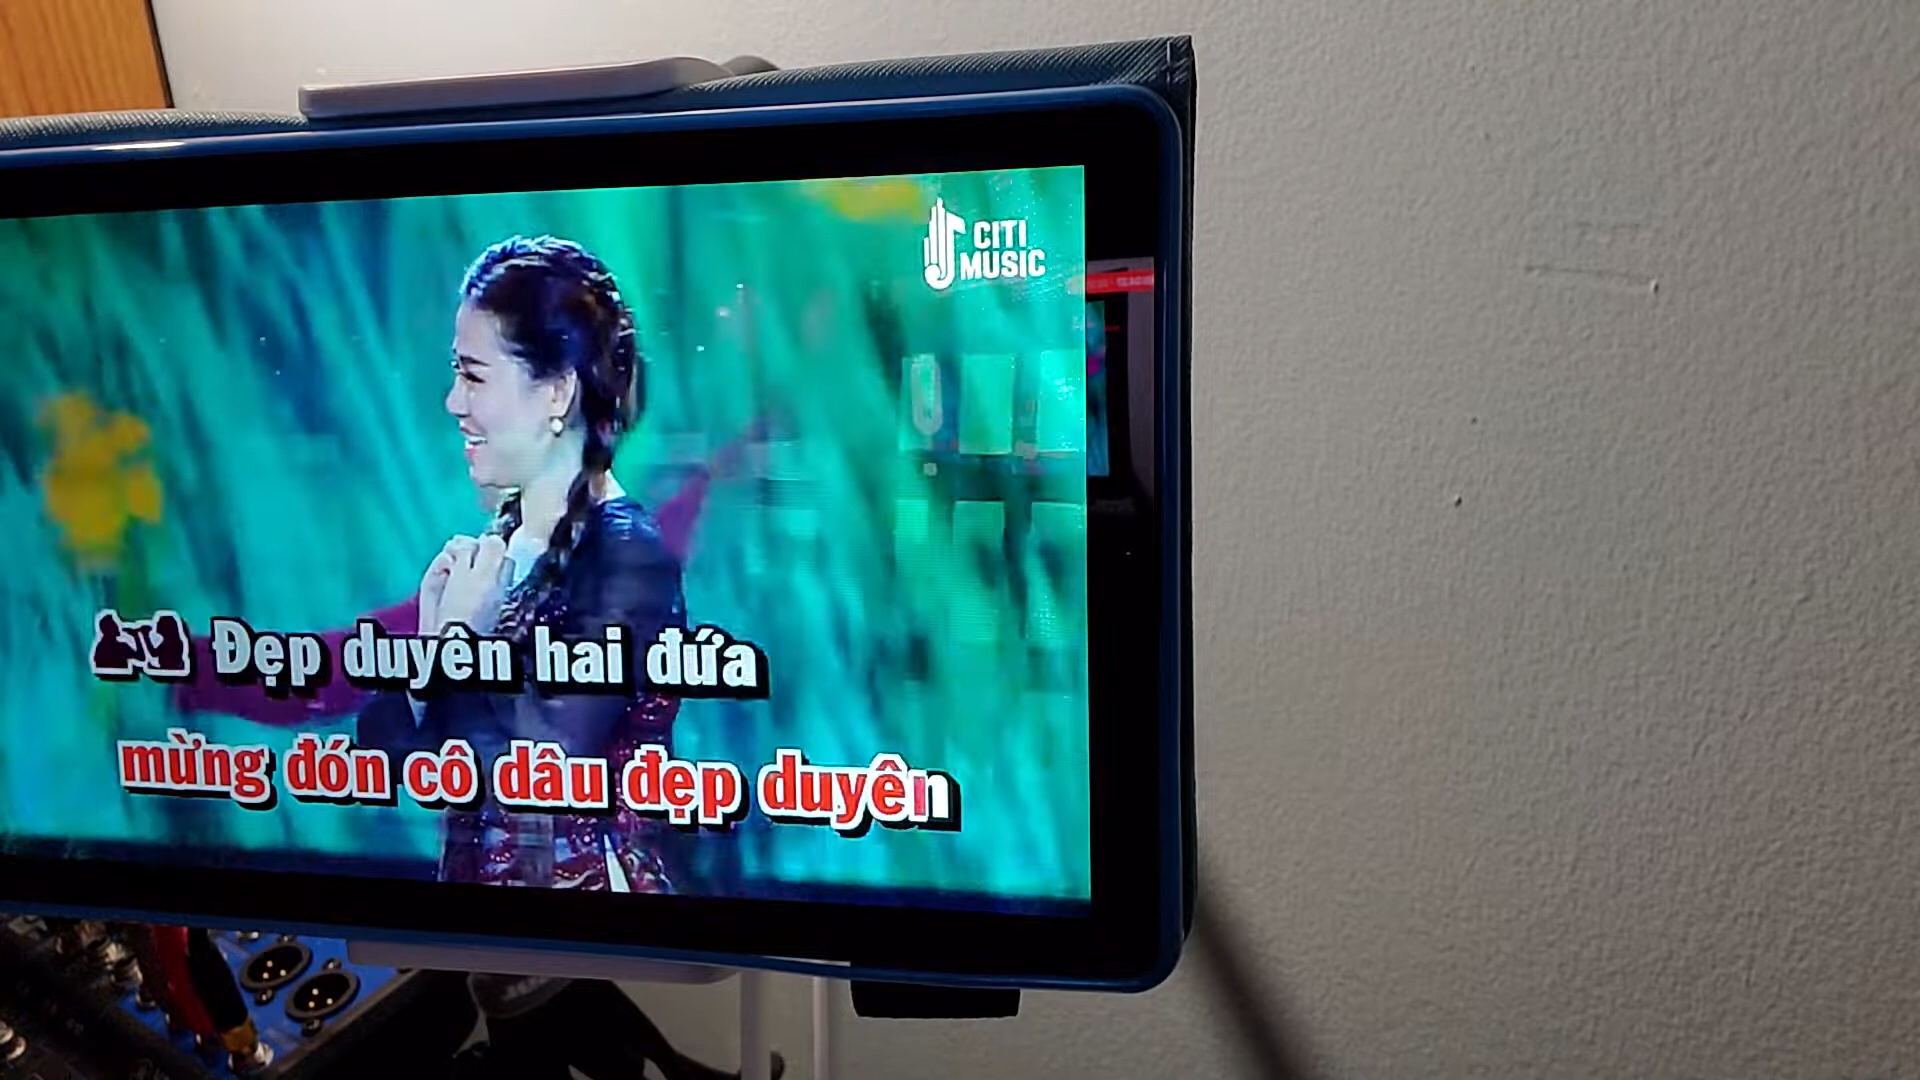 CITI
MUSIC
Đẹp duyên hai đứa
mừng đón cô dâu đẹp duyên